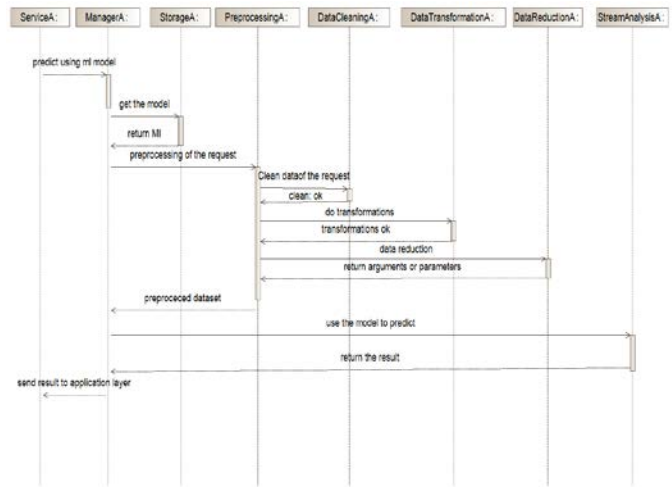 ServiceA: ManagerA: StorageA: PreprocessingA: DataCleaningA: DataTransformationA: DataReductionA: StreamAnalysisA:
predict using ml model
get the model
return Ml
preprocessing of the request
Clean dataof the request
clean: ok
do transformations
transformations ok
data reduction
return arguments or parameters
preproceced dataset
use the model to predict
return the result
send result to application layer